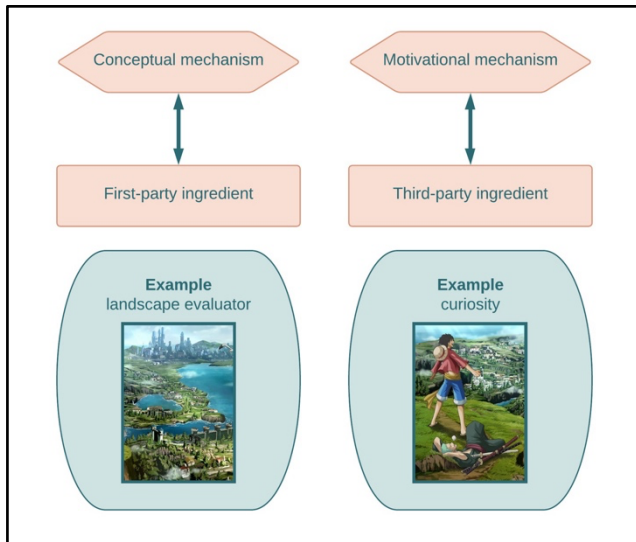 Conceptual mechanism
Motivational mechanism
First-party ingredient
Third-party ingredient
Example
landscape evaluator
Example
curiosity